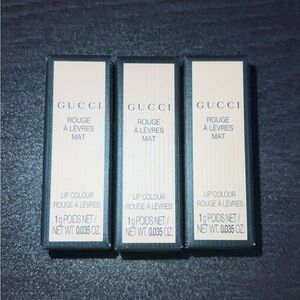 GUCCI
ROUGE
À LÈVRES
MAT
LIP COLOUR
ROUGE À LÈVRES
1g POIDS NET /
NET WT. 0.035 OZ.
GUCCI
ROUGE
À LÈVRES
MAT
LIP COLOUR
ROUGE À LÈVRES
1g POIDS NET /
NET WT. 0.035 OZ.
GUCCI
ROUGE
À LÈVRES
MAT
LIP COLOUR
ROUGE À LÈVRES
1g POIDS NET /
NET WT. 0.035 OZ.